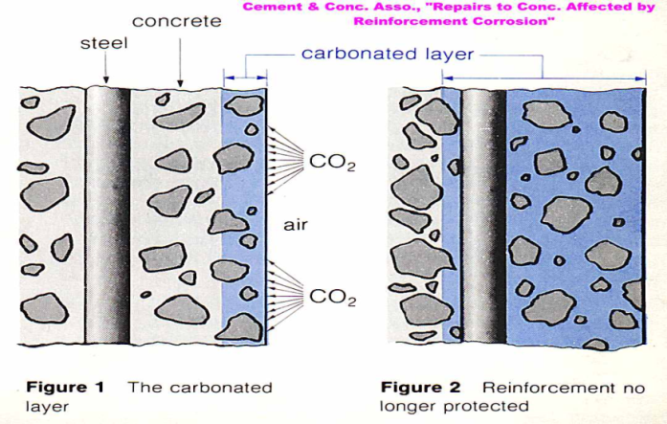 Cement & Conc. Asso., "Repairs to Conc. Affected by
Reinforcement Corrosion"
concrete
steel
carbonated layer
CO₂
air
CO₂
Figure 1 The carbonated
layer
Figure 2 Reinforcement no
longer protected